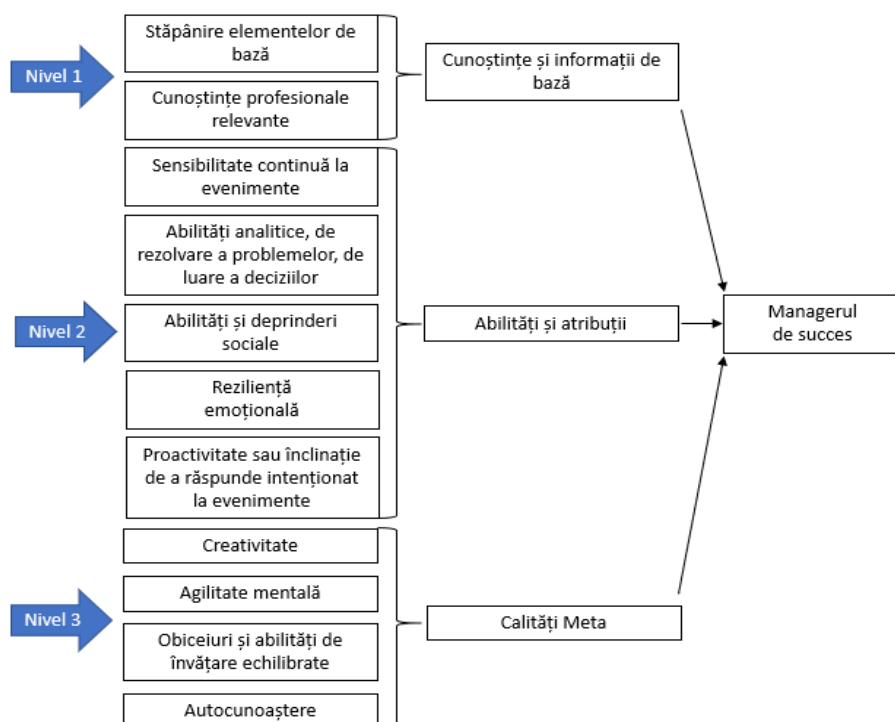 Stăpânire elementelor de
bază
Nivel 1
Cunoștințe profesionale
relevante
Cunoștințe și informații de
bază
Sensibilitate continuă la
evenimente
Abilități analitice, de
rezolvare a problemelor, de
luare a deciziilor
Nivel 2
Abilități și deprinderi
sociale
Reziliență
emoțională
Proactivitate sau înclinație
de a răspunde intenționat
la evenimente
Abilități și atribuții
Managerul
de succes
Creativitate
Agilitate mentală
Nivel 3
Obiceiuri și abilități de
învățare echilibrate
Autocunoaștere
Calități Meta